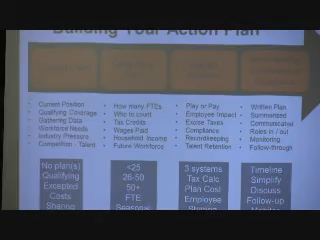 Building Your Action Plan
• Current Position
• Qualifying Coverage
• Gathering Data
• Workforce Needs
• Industry Pressure
• Competition - Talent
• How many FTEs
• Who to count
• Tax Credits
• Wages Paid
• Household Income
• Future Workforce
• Play or Pay
• Employee Impact
• Excise Taxes
• Compliance
• Recordkeeping
• Talent Retention
• Written Plan
• Summarized
• Communicated
• Roles in / out
• Monitoring
• Follow-through
No plan(s)
Qualifying
Excepted
Costs
Sharing
<25
26-50
50+
FTE
Seasonal
3 systems
Tax Calc
Plan Cost
Employee
Sharing
Timeline
Simplify
Discuss
Follow-up
Monitor